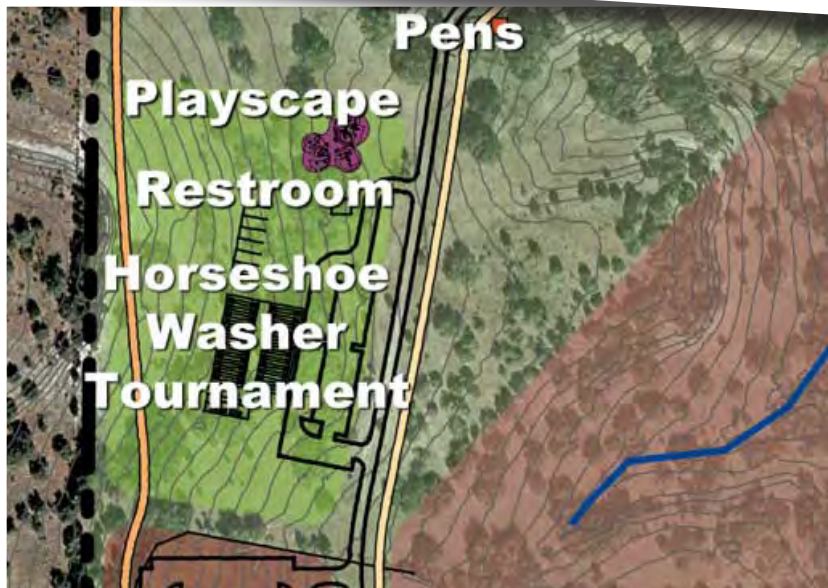 Pens
Playscape
Restroom
Horseshoe
Washer
Tournament